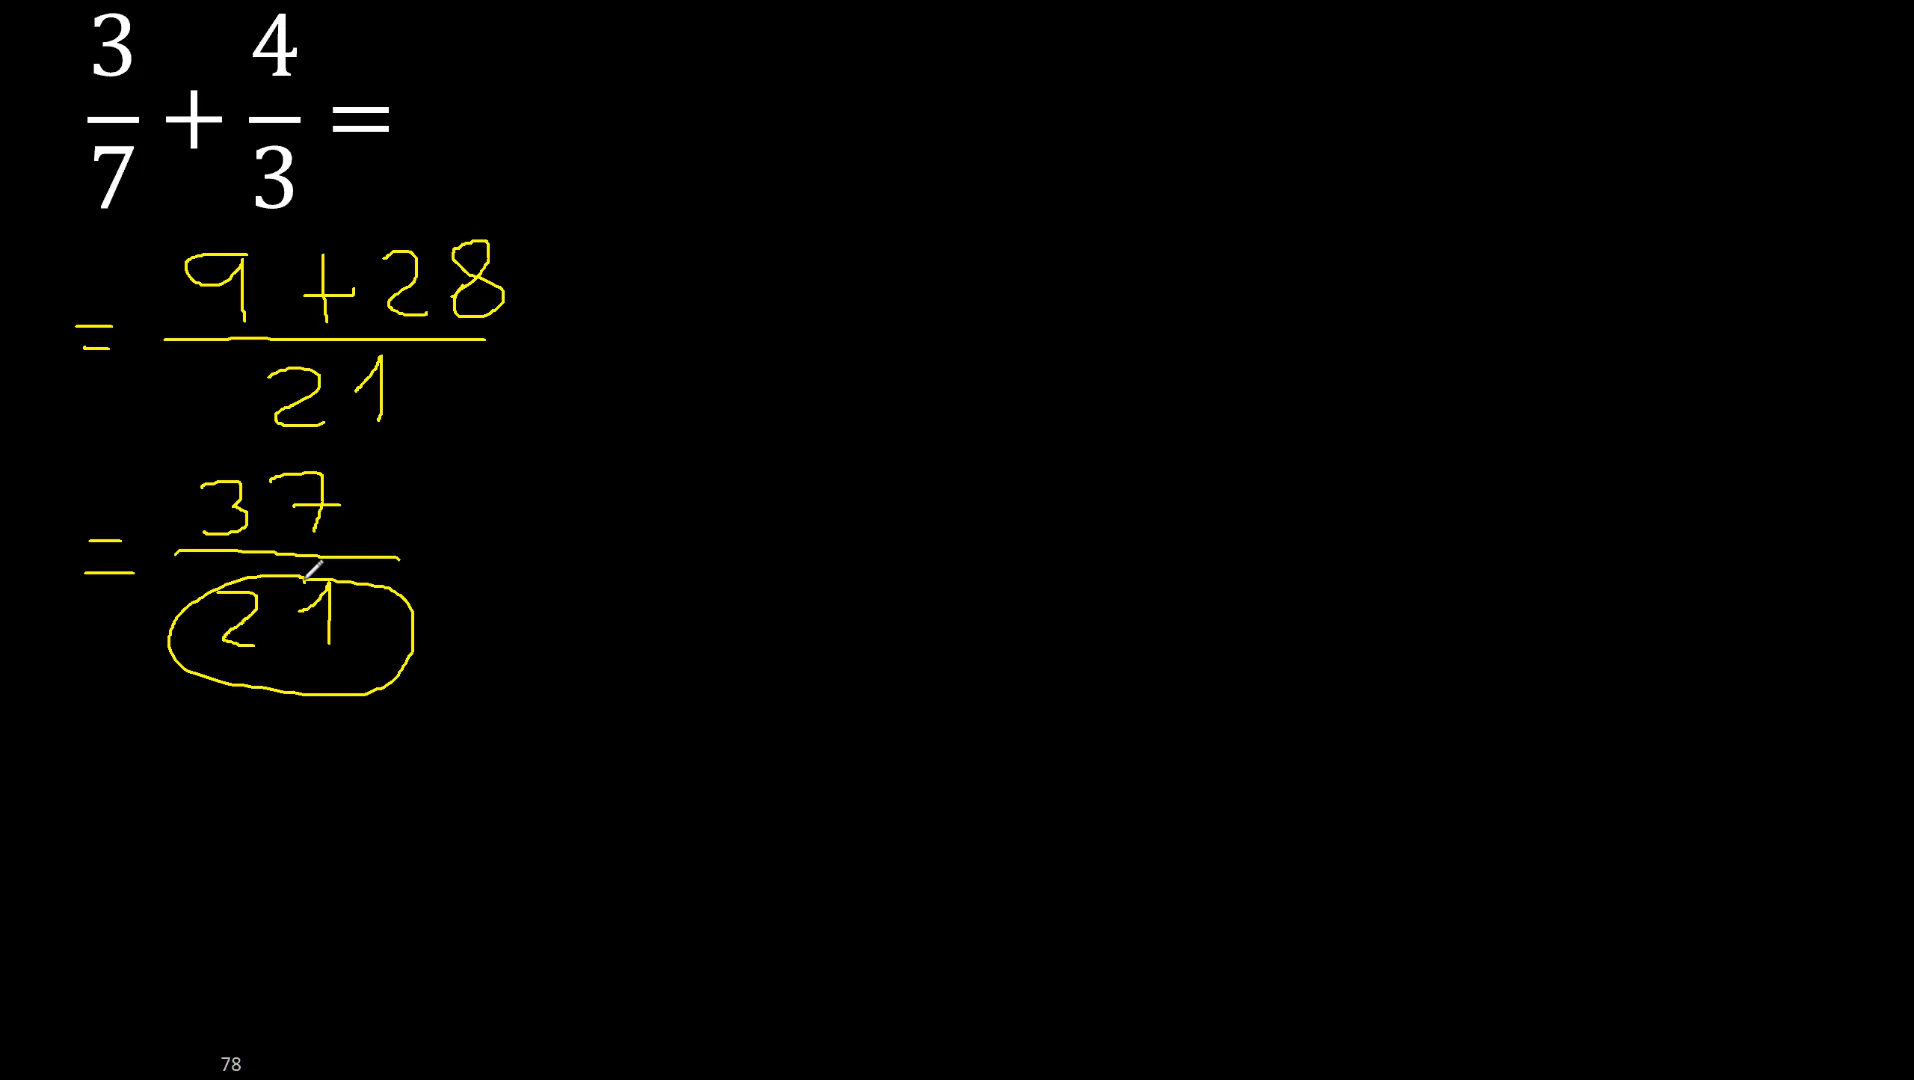 3/7 + 4/3 =
= (9 + 28)/21
= 37/21
78